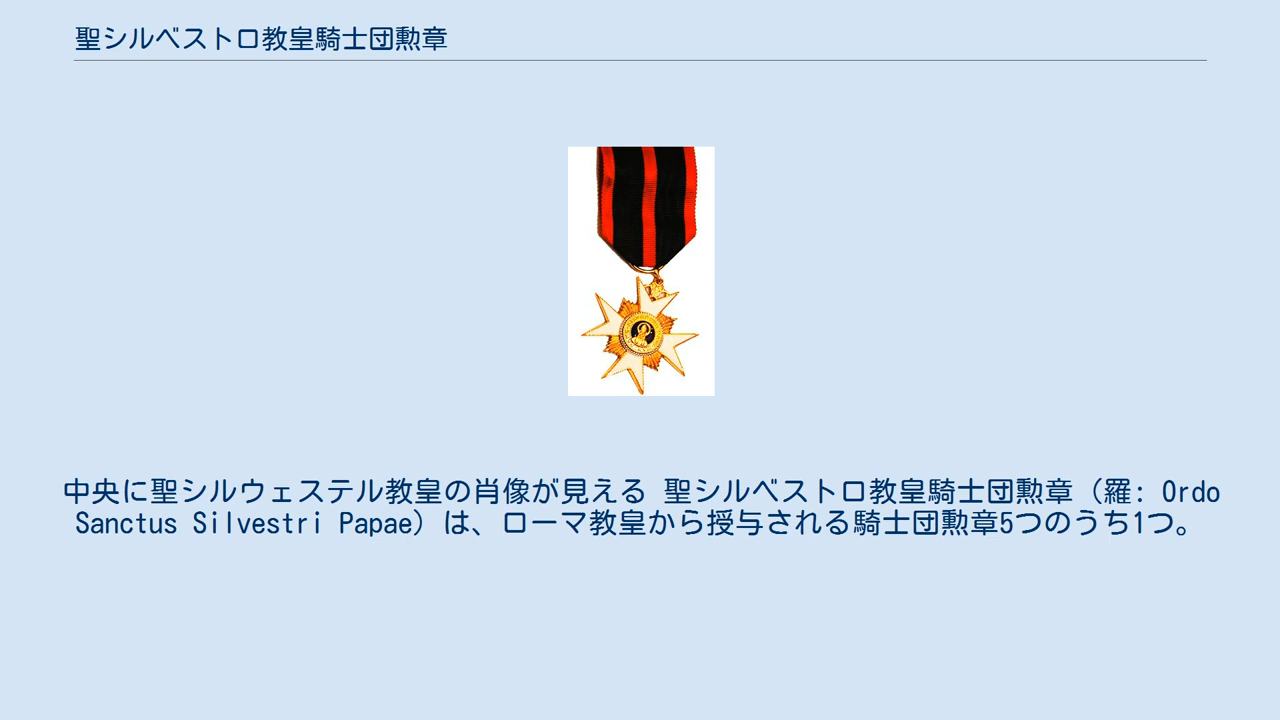 聖シルベストロ教皇騎士団勲章
中央に聖シルウェステル教皇の肖像が見える 聖シルベストロ教皇騎士団勲章（羅: Ordo
Sanctus Silvestri Papae）は、ローマ教皇から授与される騎士団勲章5つのうち1つ。